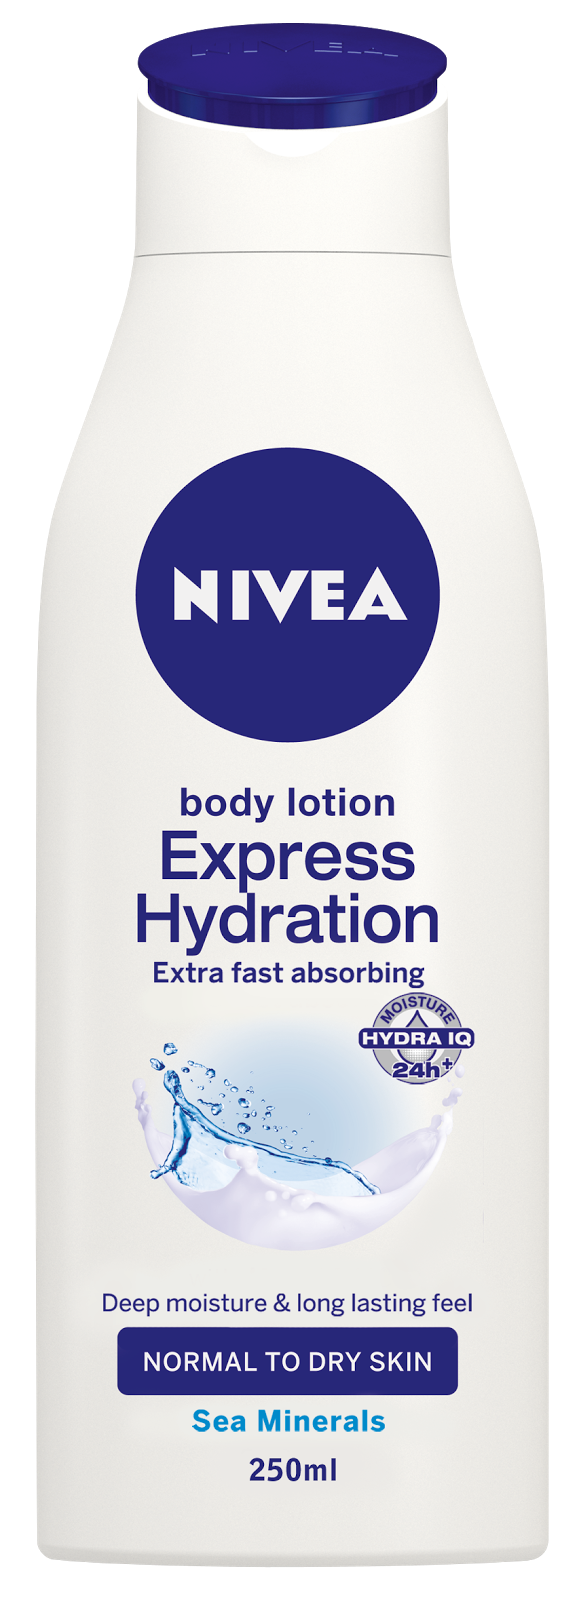 NIVEA
NIVEA
body lotion
Express
Hydration
Extra fast absorbing
MOISTURE
HYDRA IQ
24h+
Deep moisture & long lasting feel
NORMAL TO DRY SKIN
Sea Minerals
250ml